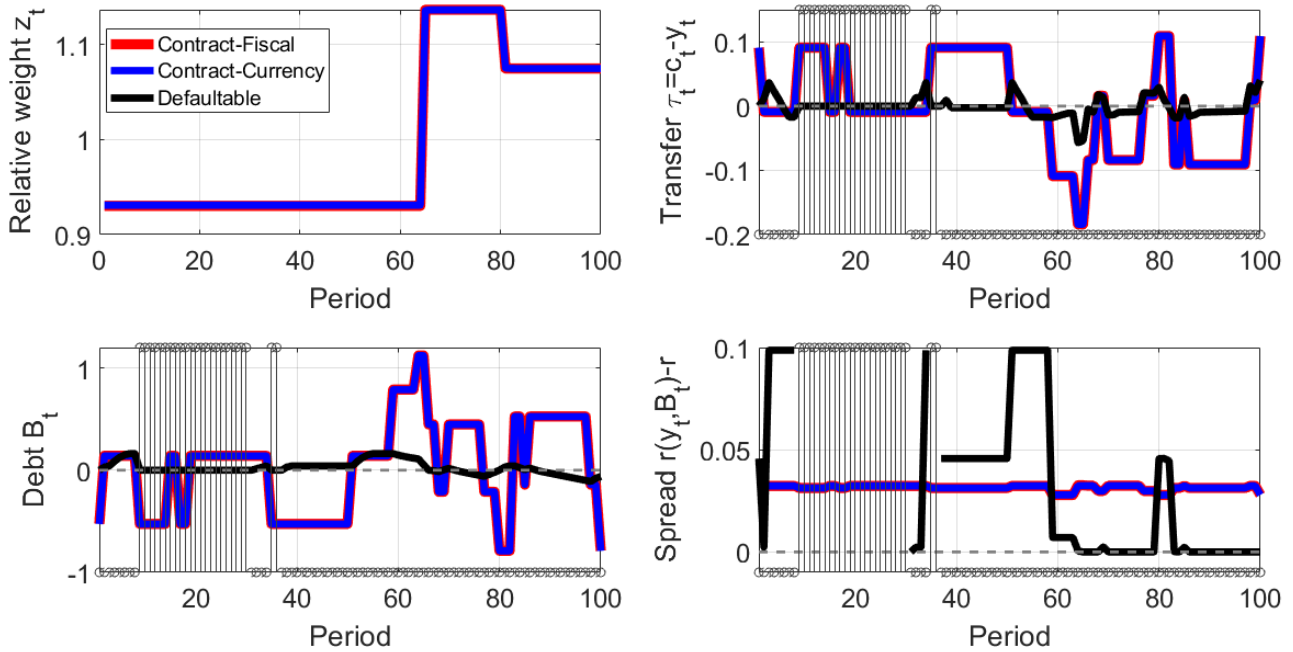 Relative weight z_t
1.1
1
0.9
Contract-Fiscal
Contract-Currency
Defaultable
0 20 40 60 80 100
Period
Transfer τ_t=c_t-y_t
0.1
0
-0.1
-0.2
20 40 60 80 100
Period
Debt B_t
1
0
-1
20 40 60 80 100
Period
Spread r(y_t,B_t)-r
0.1
0.05
0
20 40 60 80 100
Period